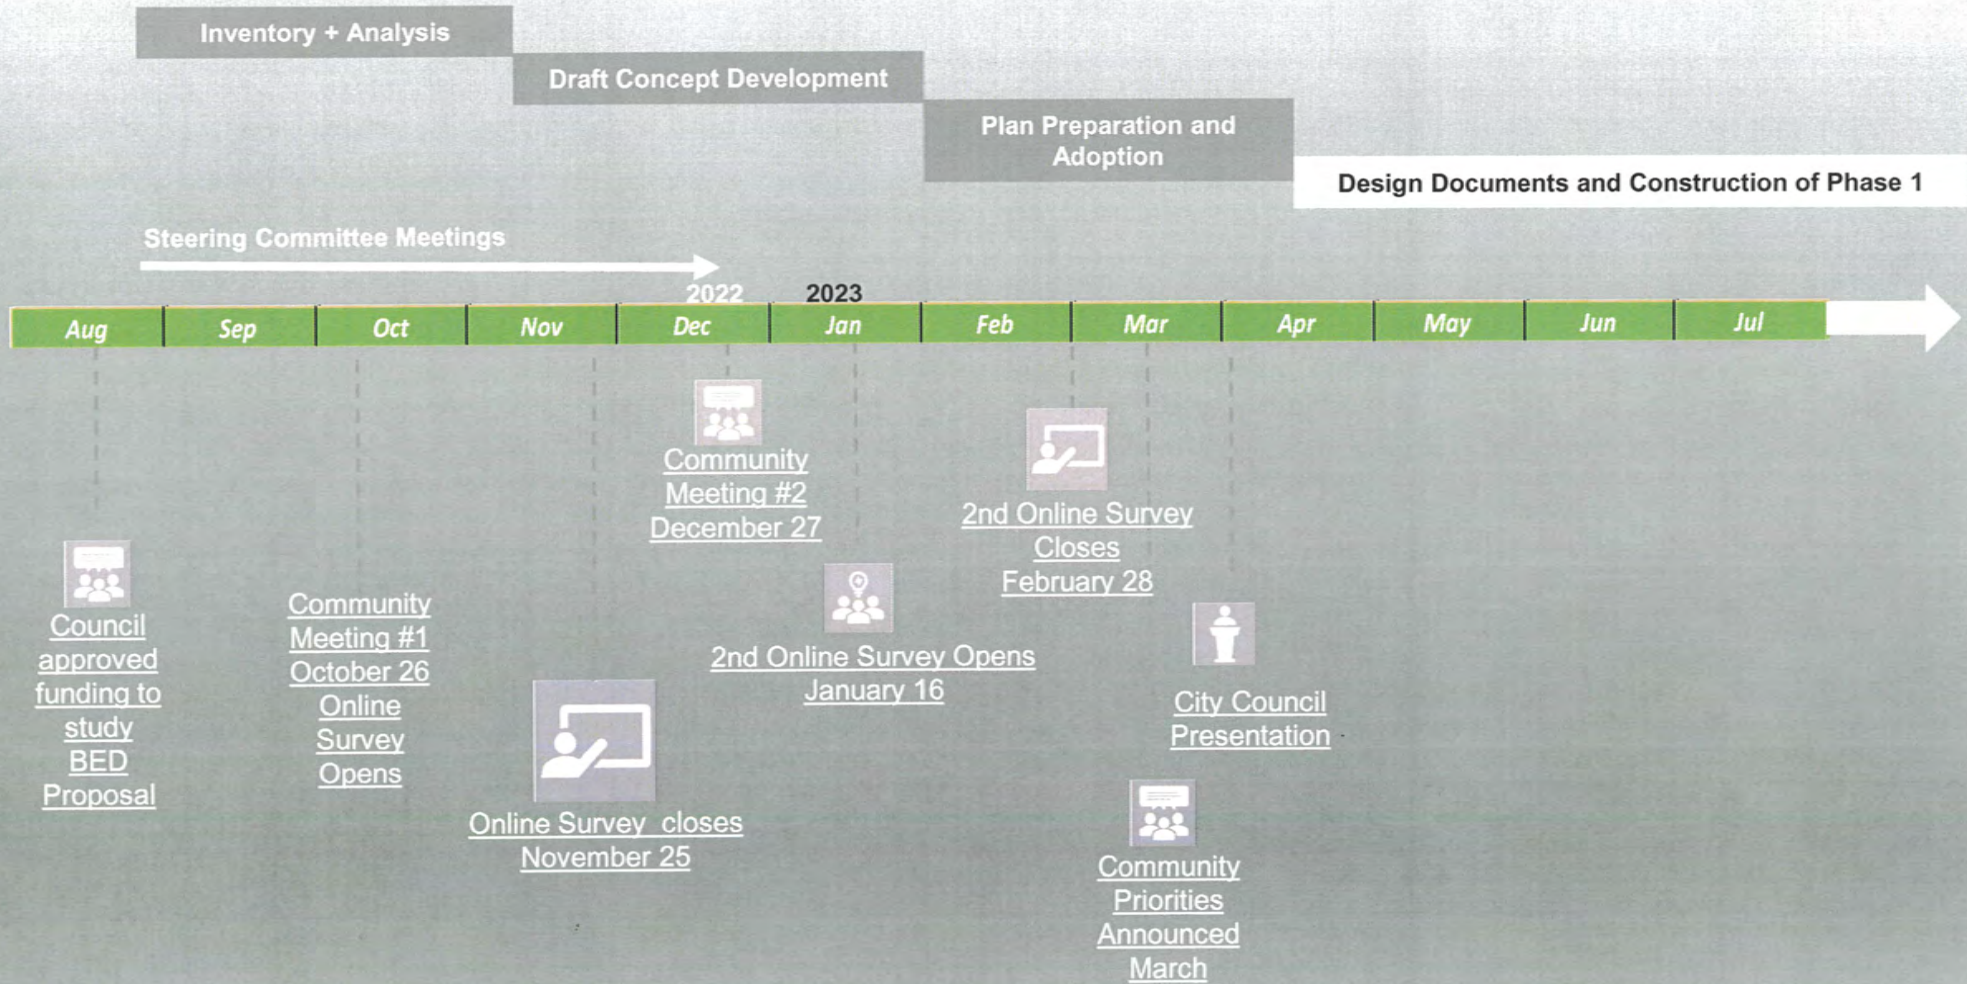 Inventory + Analysis
Draft Concept Development
Plan Preparation and
Adoption
Design Documents and Construction of Phase 1
Steering Committee Meetings
2022 2023
Aug Sep Oct Nov Dec Jan Feb Mar Apr May Jun Jul
Council
approved
funding to
study
BED
Proposal
Community
Meeting #1
October 26
Online
Survey
Opens
Online Survey closes
November 25
Community
Meeting #2
December 27
2nd Online Survey Opens
January 16
2nd Online Survey
Closes
February 28
Community
Priorities
Announced
March
City Council
Presentation